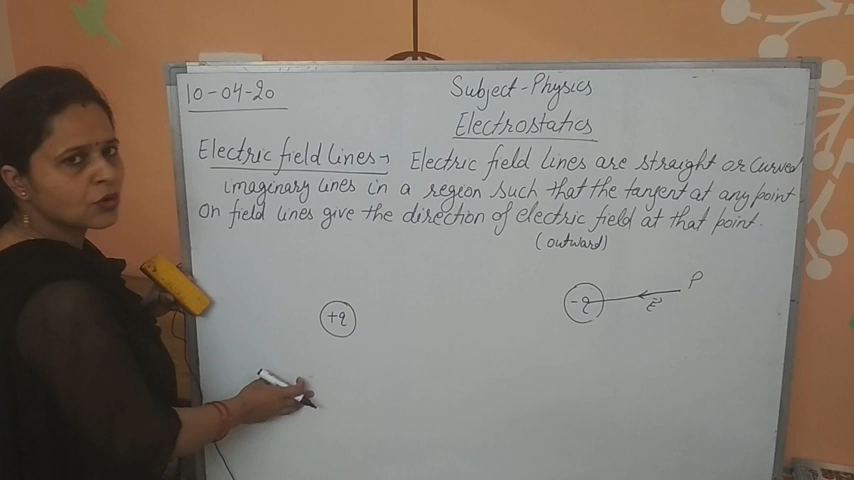 10-04-20
Subject-Physics
Electrostatics
Electric field lines→ Electric field lines are straight or curved
imaginary lines in a region such that the tangent at any point
on field lines give the direction of electric field at that point.
(outward)
+q
-q
P
E